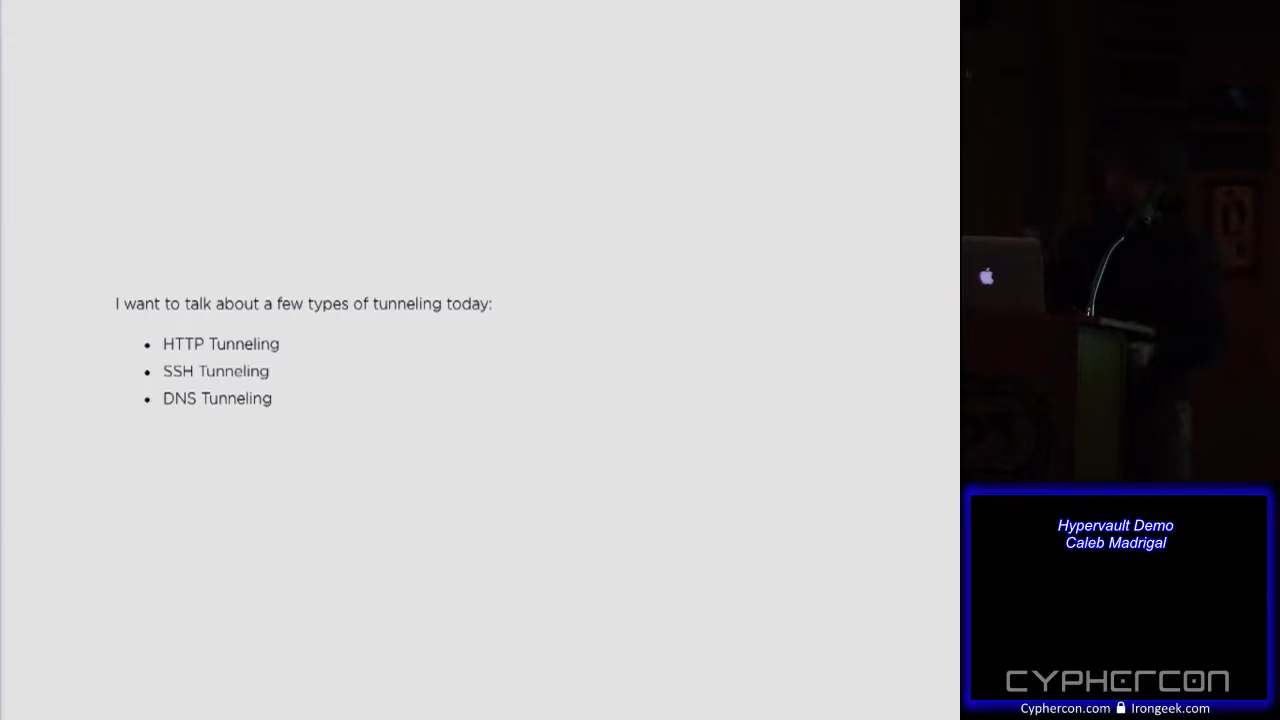 I want to talk about a few types of tunneling today:
• HTTP Tunneling
• SSH Tunneling
• DNS Tunneling
Hypervault Demo
Caleb Madrigal
CYPHERCON
Cyphercon.com Irongeek.com